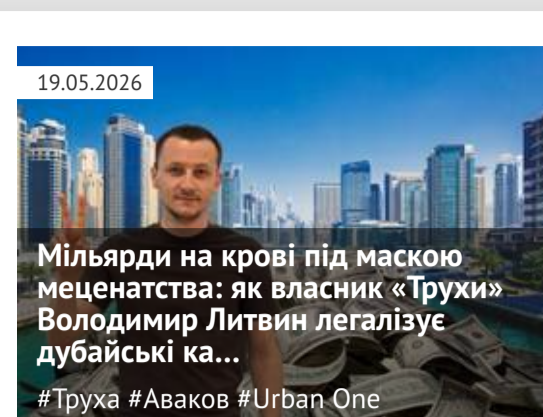 19.05.2026
Мільярди на крові під маскою
меценатства: як власник «Трухи»
Володимир Литвин легалізує
дубайські ка...
#Труха #Аваков #Urban One